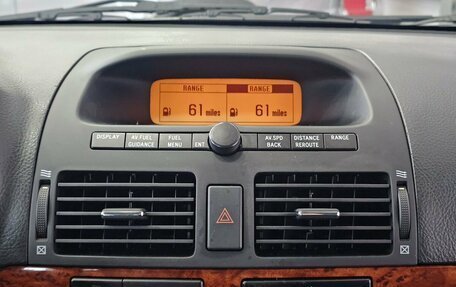 RANGE RANGE
61 miles 61 miles
DISPLAY AV FUEL GUIDANCE FUEL MENU ENT AV.SPD BACK DISTANCE REROUTE RANGE